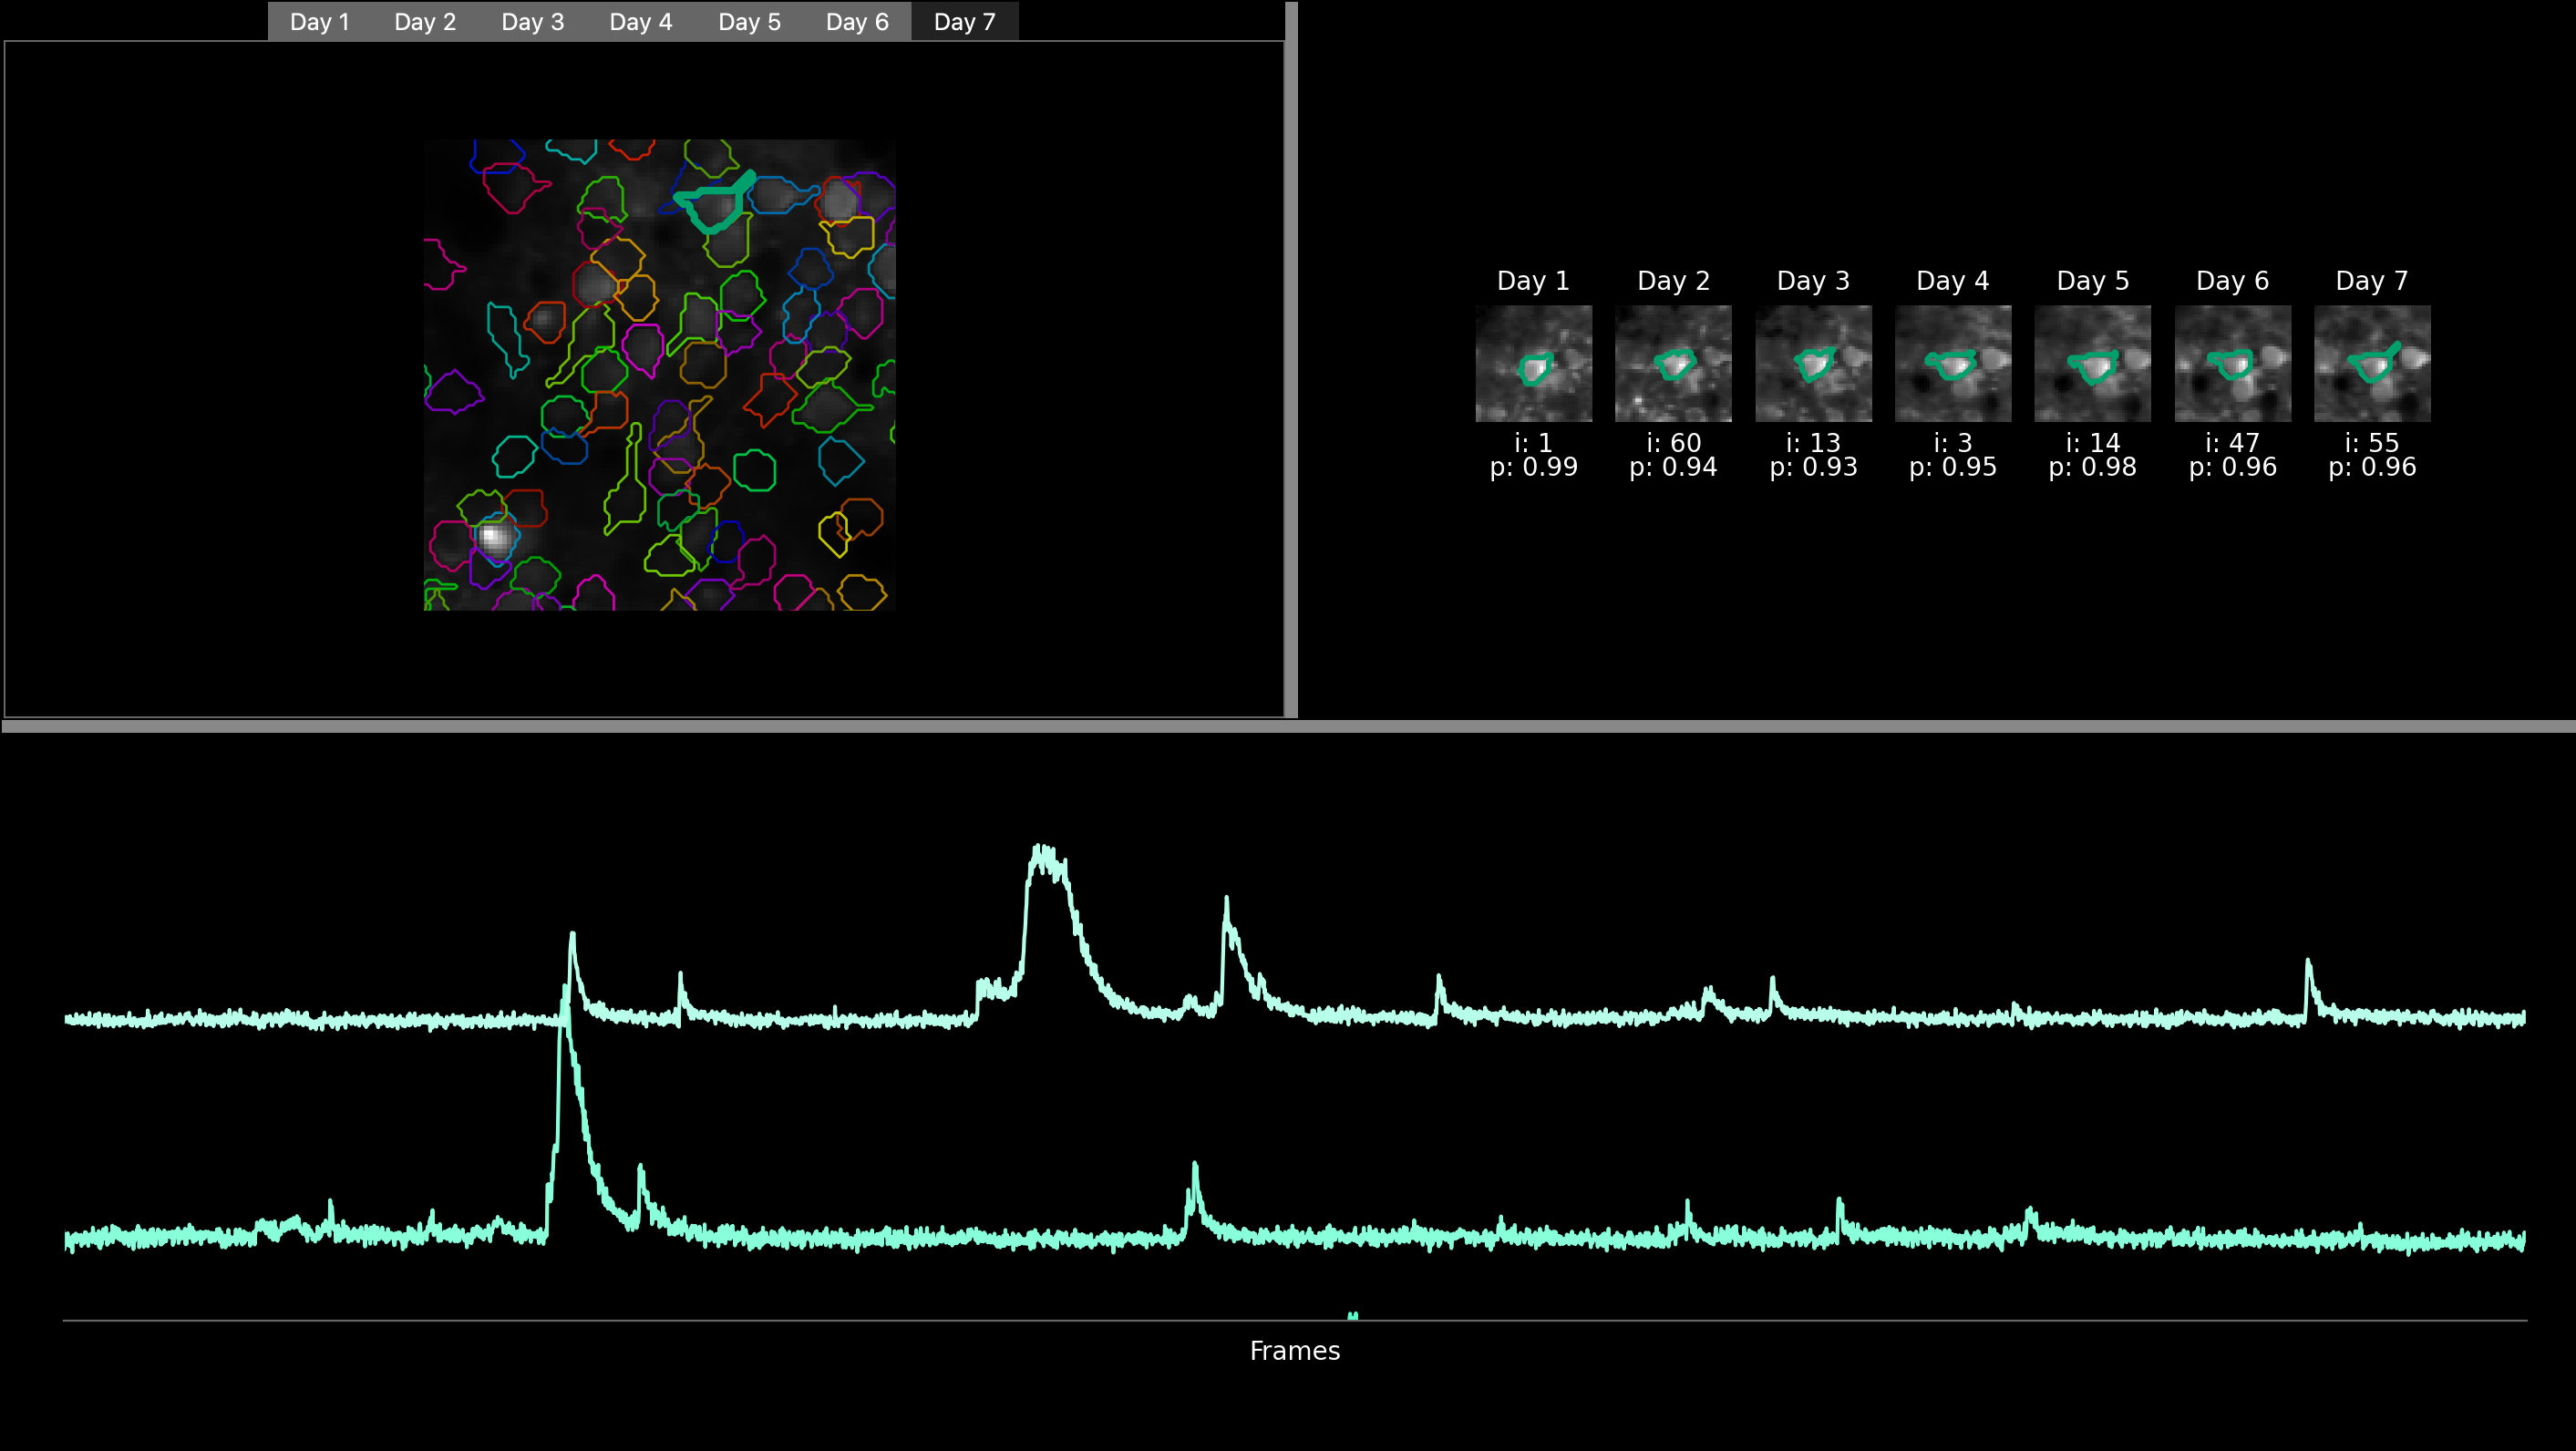 Day 1 Day 2 Day 3 Day 4 Day 5 Day 6 Day 7
Day 1 Day 2 Day 3 Day 4 Day 5 Day 6 Day 7
i: 1 i: 60 i: 13 i: 3 i: 14 i: 47 i: 55
p: 0.99 p: 0.94 p: 0.93 p: 0.95 p: 0.98 p: 0.96 p: 0.96
Frames